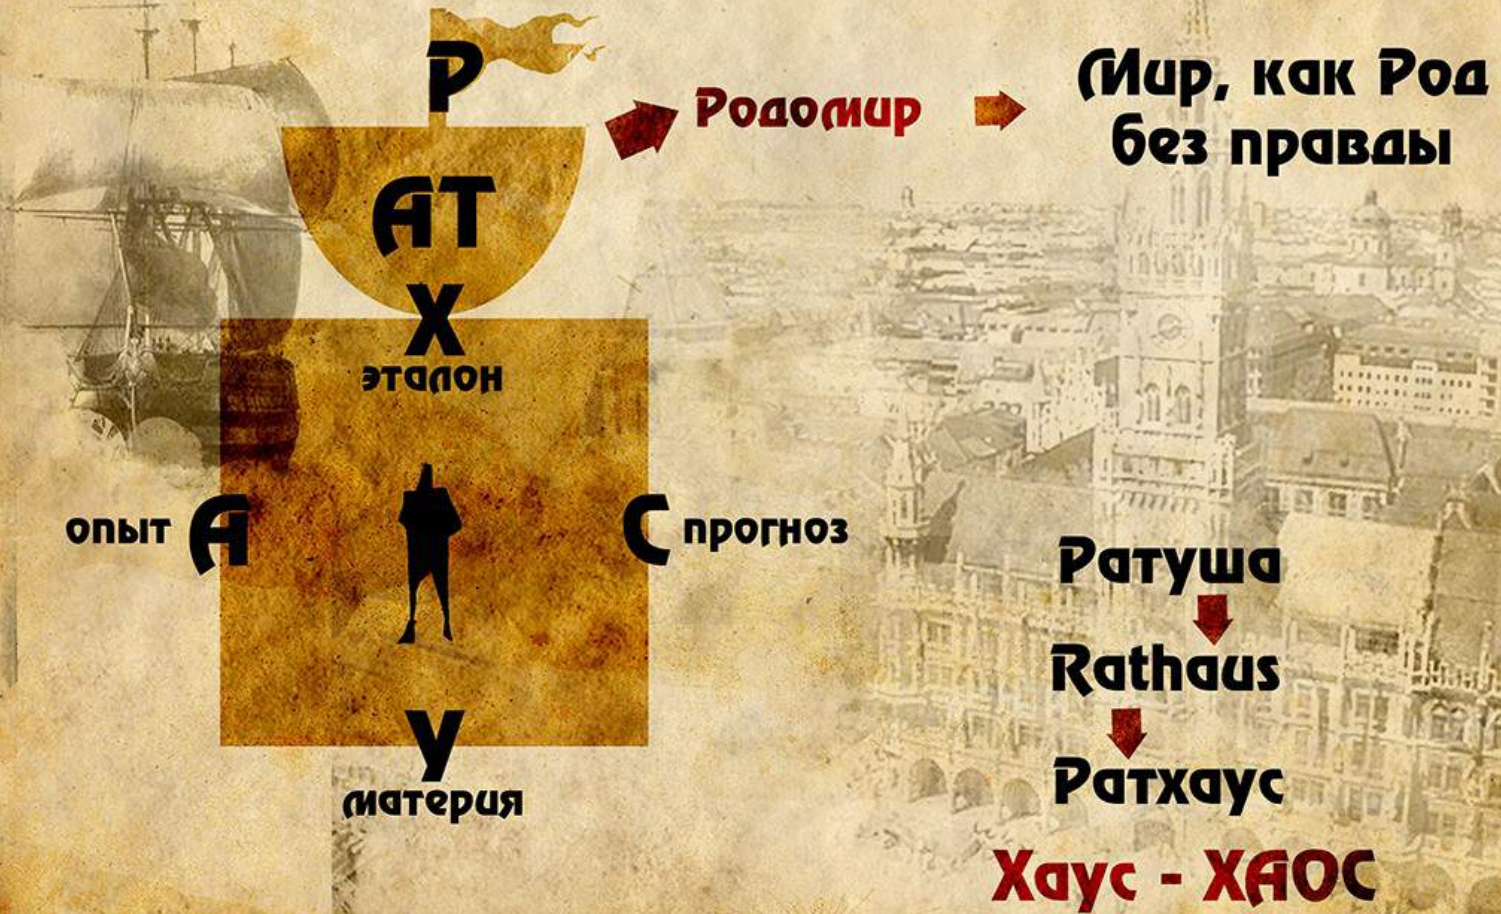 Р
АТ
Х
эталон
опыт А
С прогноз
У
материя
Родомир
Мир, как Род
без правды
Ратуша
Rathaus
Ратхаус
Хаус - ХАОС